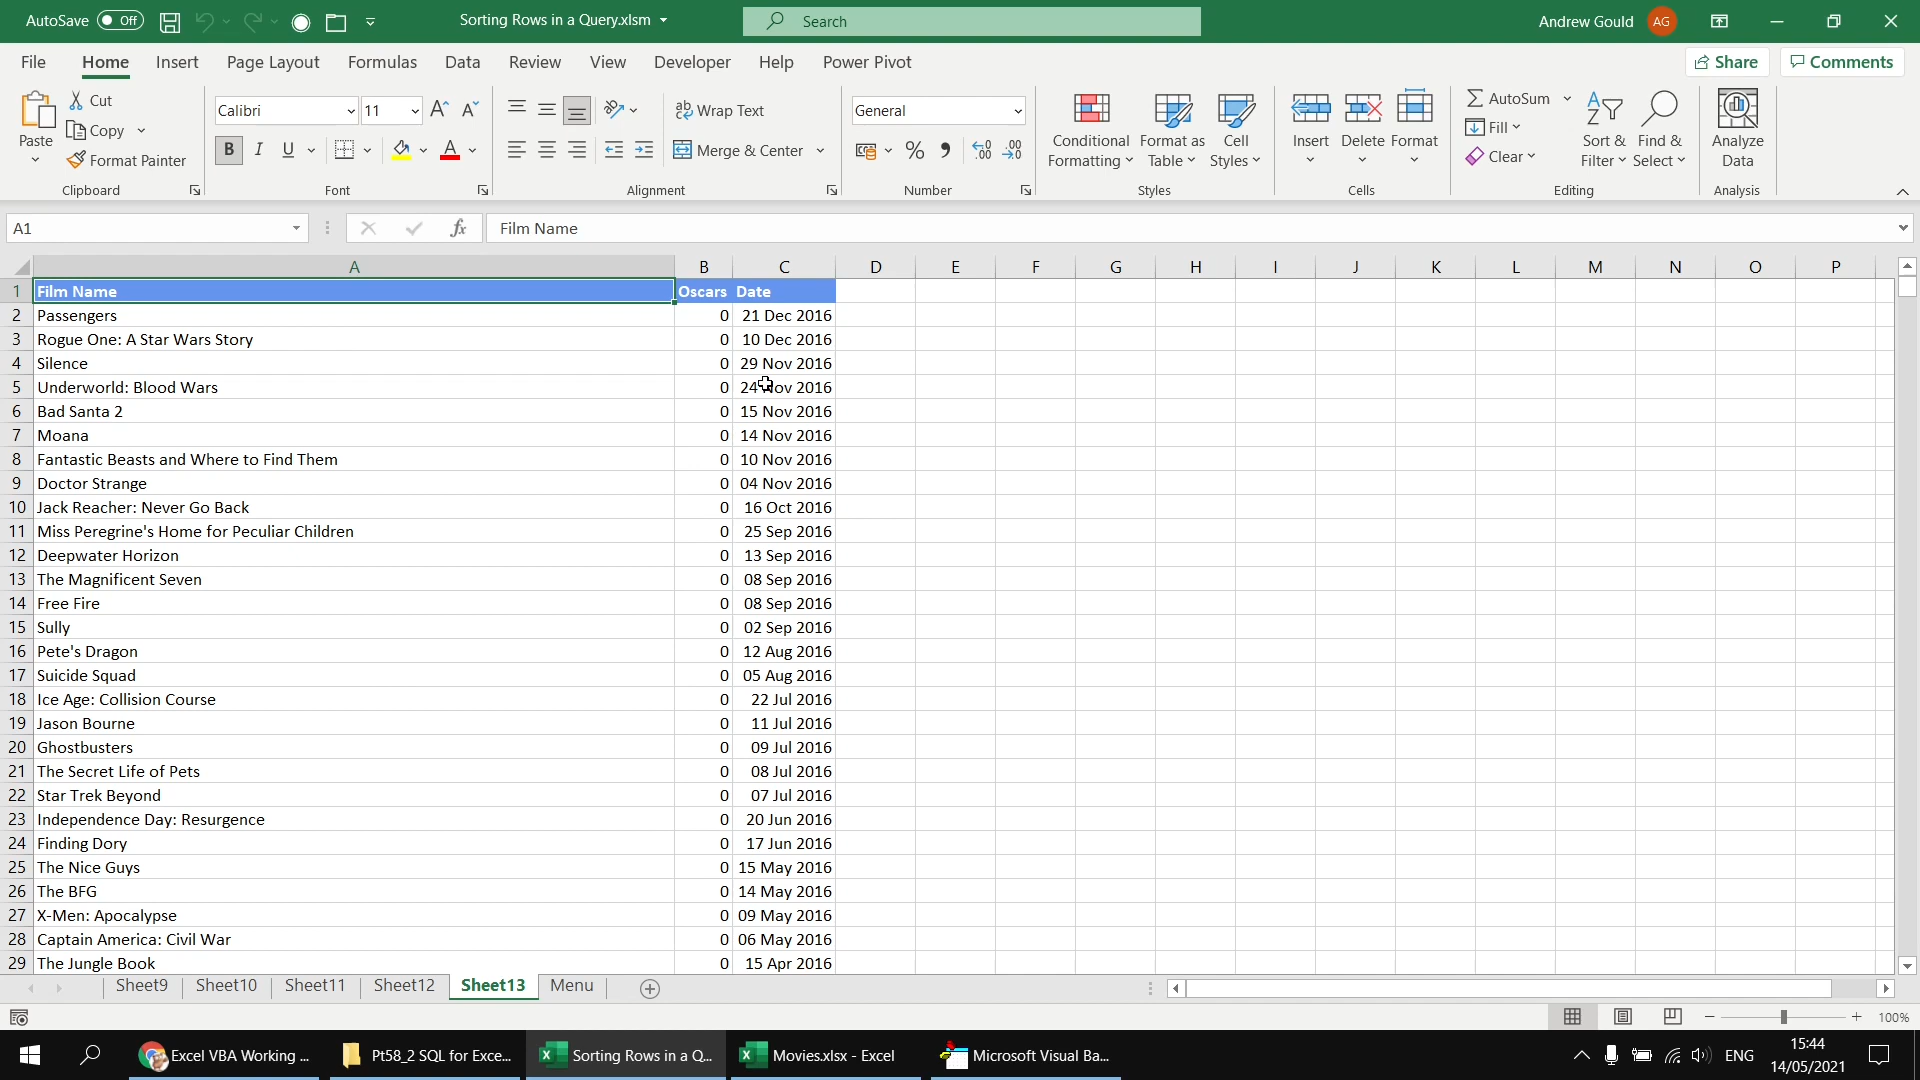 AutoSave Off Sorting Rows in a Query.xlsm Search Andrew Gould AG
File Home Insert Page Layout Formulas Data Review View Developer Help Power Pivot Share Comments
Paste Cut Copy Format Painter Clipboard
Calibri 11 B I U A Font
Wrap Text Merge & Center Alignment
General % Number
Conditional Formatting Format as Table Cell Styles Styles
Insert Delete Format Cells
AutoSum Fill Clear Sort & Filter Find & Select Editing
Analyze Data Analysis
A1 fx Film Name
A B C D E F G H I J K L M N O P
1 Film Name Oscars Date
2 Passengers 0 21 Dec 2016
3 Rogue One: A Star Wars Story 0 10 Dec 2016
4 Silence 0 29 Nov 2016
5 Underworld: Blood Wars 0 24 Nov 2016
6 Bad Santa 2 0 15 Nov 2016
7 Moana 0 14 Nov 2016
8 Fantastic Beasts and Where to Find Them 0 10 Nov 2016
9 Doctor Strange 0 04 Nov 2016
10 Jack Reacher: Never Go Back 0 16 Oct 2016
11 Miss Peregrine's Home for Peculiar Children 0 25 Sep 2016
12 Deepwater Horizon 0 13 Sep 2016
13 The Magnificent Seven 0 08 Sep 2016
14 Free Fire 0 08 Sep 2016
15 Sully 0 02 Sep 2016
16 Pete's Dragon 0 12 Aug 2016
17 Suicide Squad 0 05 Aug 2016
18 Ice Age: Collision Course 0 22 Jul 2016
19 Jason Bourne 0 11 Jul 2016
20 Ghostbusters 0 09 Jul 2016
21 The Secret Life of Pets 0 08 Jul 2016
22 Star Trek Beyond 0 07 Jul 2016
23 Independence Day: Resurgence 0 20 Jun 2016
24 Finding Dory 0 17 Jun 2016
25 The Nice Guys 0 15 May 2016
26 The BFG 0 14 May 2016
27 X-Men: Apocalypse 0 09 May 2016
28 Captain America: Civil War 0 06 May 2016
29 The Jungle Book 0 15 Apr 2016
Sheet9 Sheet10 Sheet11 Sheet12 Sheet13 Menu
100%
Excel VBA Working ... Pt58_2 SQL for Exce... Sorting Rows in a Q... Movies.xlsx - Excel Microsoft Visual Ba... ENG 15:44
14/05/2021